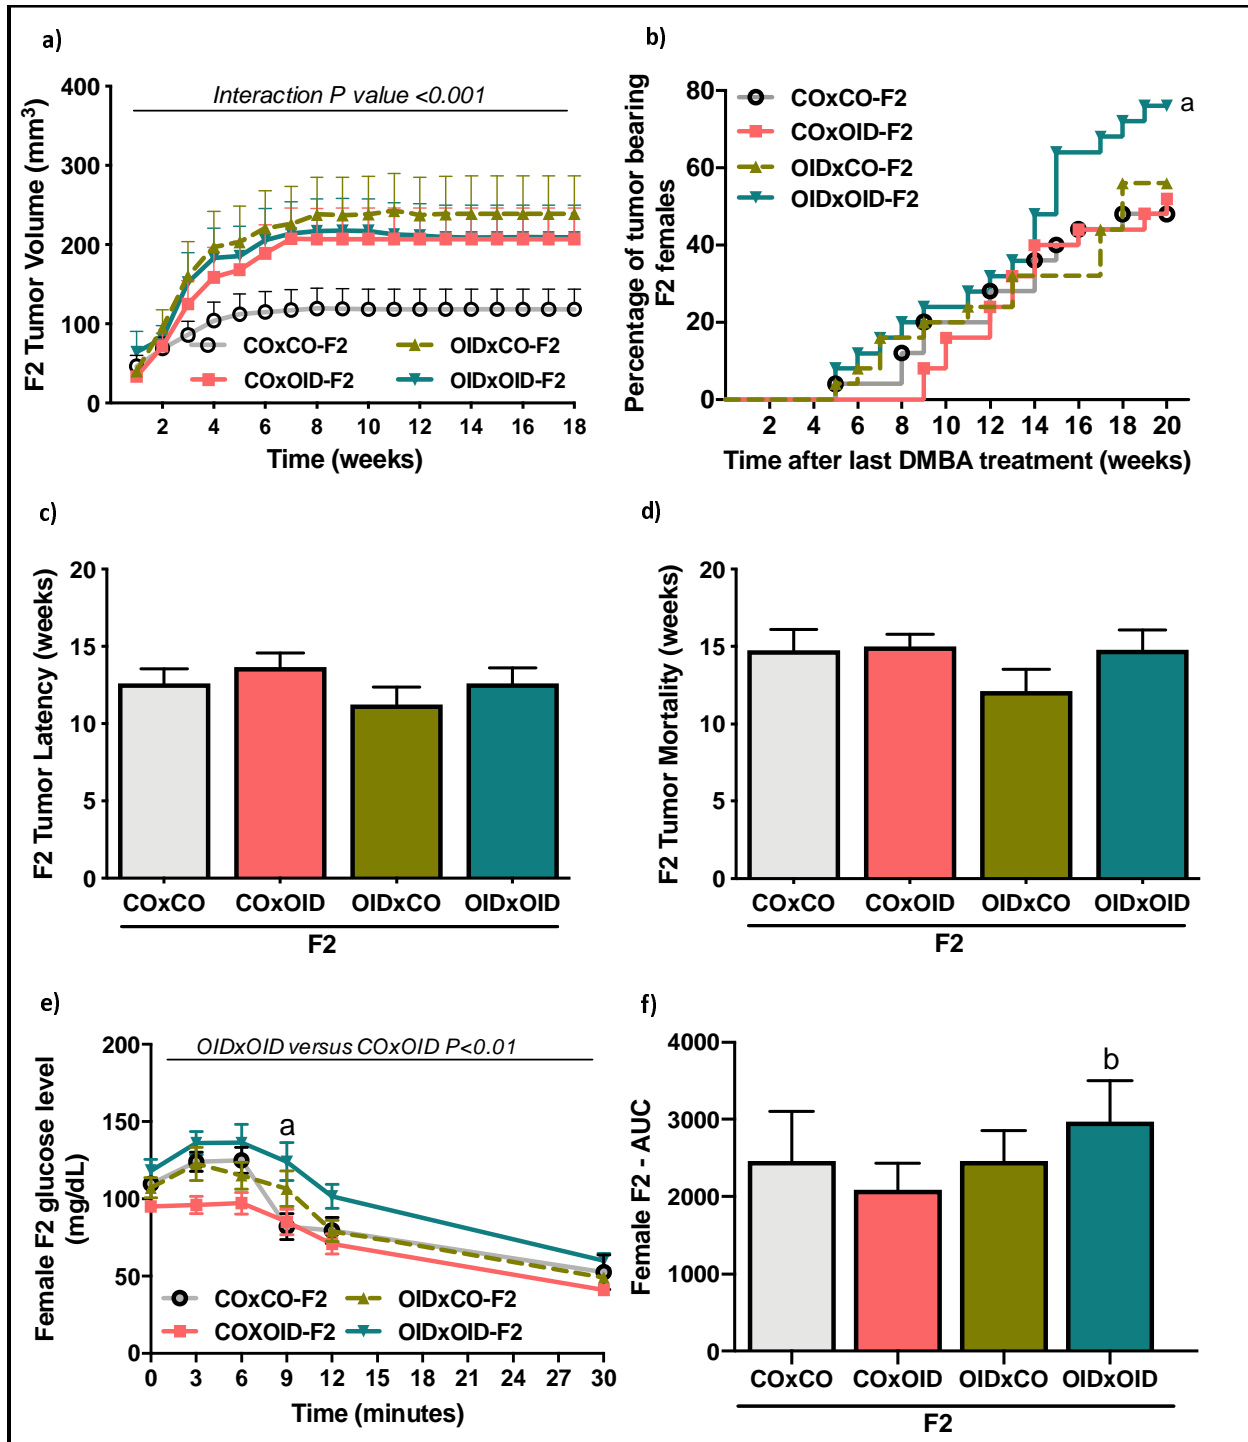 a)
F2 Tumor Volume (mm³)
400
300
200
100
0
Interaction P value <0.001
COxCO-F2
OIDxCO-F2
COxOID-F2
OIDxOID-F2
2 4 6 8 10 12 14 16 18
Time (weeks)
b)
Percentage of tumor bearing
F2 females
80
60
40
20
0
COxCO-F2
COxOID-F2
OIDxCO-F2
OIDxOID-F2
a
2 4 6 8 10 12 14 16 18 20
Time after last DMBA treatment (weeks)
c)
F2 Tumor Latency (weeks)
20
15
10
5
0
COxCO COxOID OIDxCO OIDxOID
F2
d)
F2 Tumor Mortality (weeks)
20
15
10
5
0
COxCO COxOID OIDxCO OIDxOID
F2
e)
Female F2 glucose level
(mg/dL)
200
150
100
50
0
OIDxOID versus COxOID P<0.01
a
COxCO-F2
OIDxCO-F2
COXOID-F2
OIDxOID-F2
0 3 6 9 12 15 18 21 24 27 30
Time (minutes)
f)
Female F2 - AUC
4000
3000
2000
1000
0
b
COxCO COxOID OIDxCO OIDxOID
F2